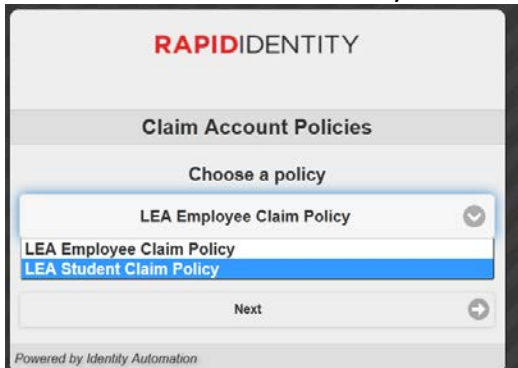 RAPIDIDENTITY
Claim Account Policies
Choose a policy
LEA Employee Claim Policy
LEA Employee Claim Policy
LEA Student Claim Policy
Next
Powered by Identity Automation